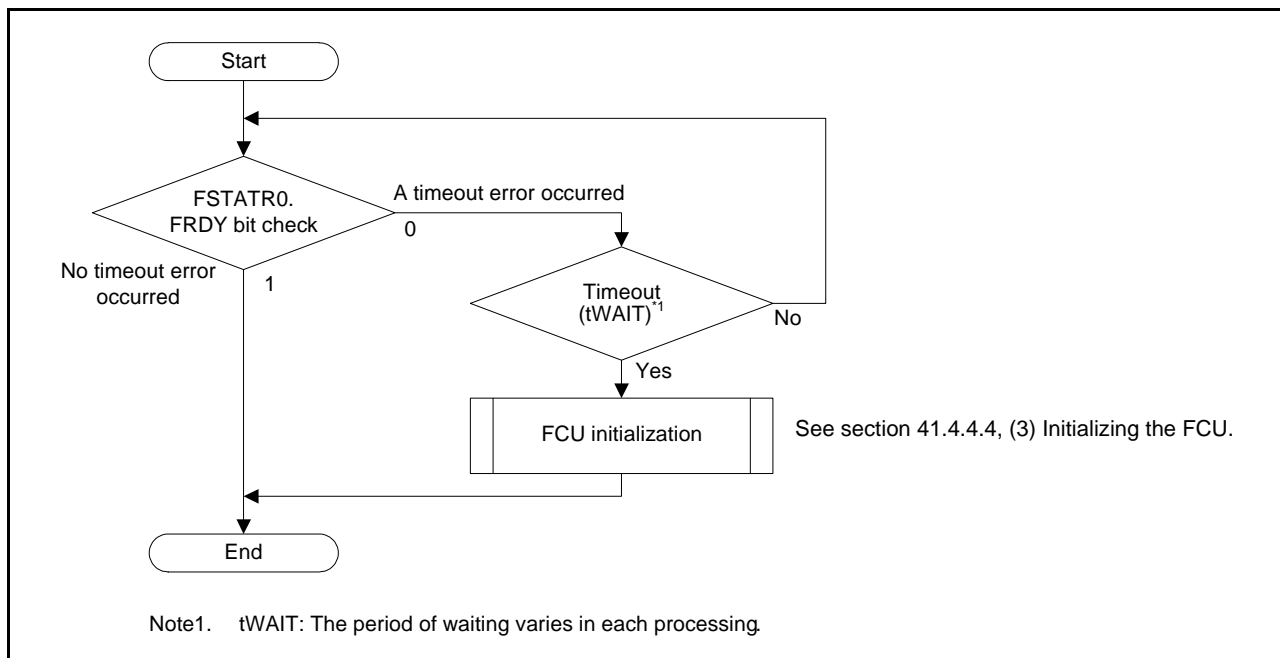 Start
FSTATR0.
FRDY bit check
A timeout error occurred
0
No timeout error
occurred
1
Timeout
(tWAIT)*1
No
Yes
FCU initialization
See section 41.4.4.4, (3) Initializing the FCU.
End
Note1. tWAIT: The period of waiting varies in each processing.